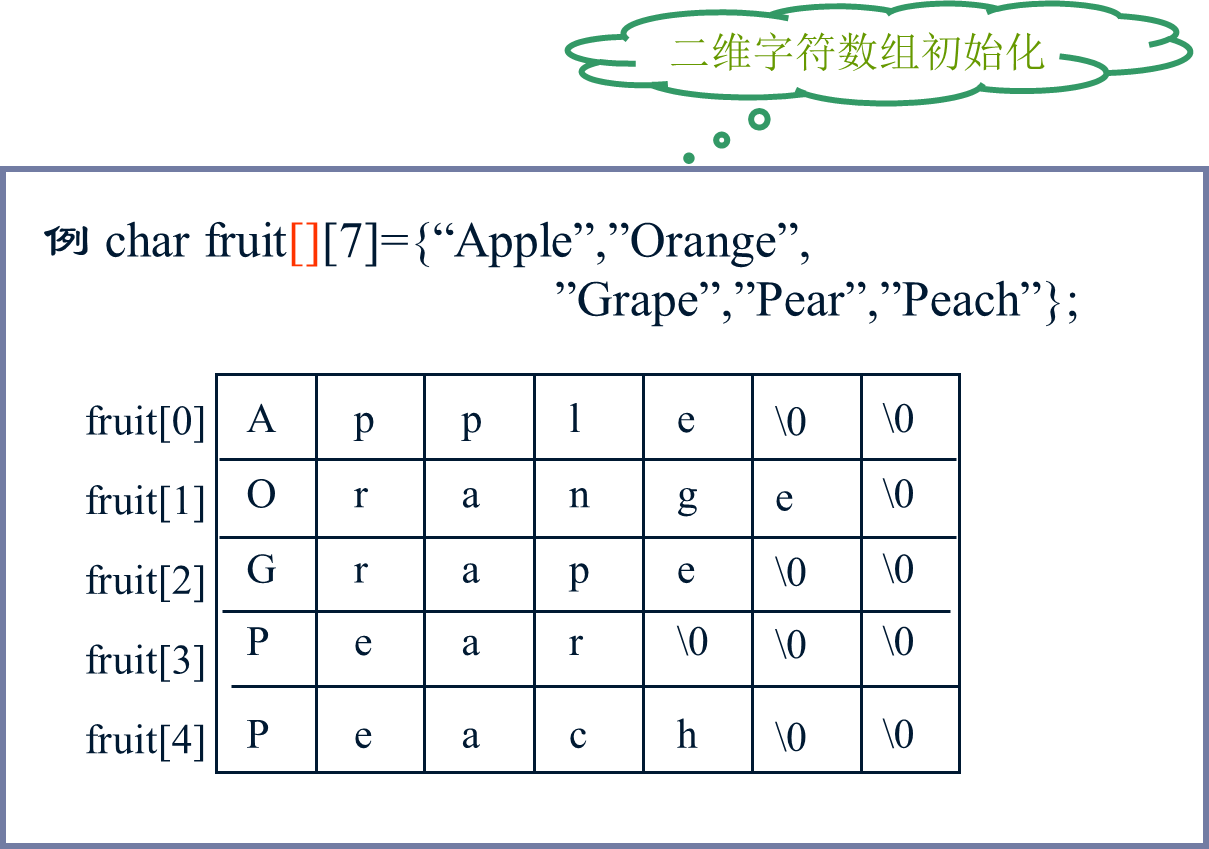 二维字符数组初始化
例 char fruit[][7]={“Apple”,”Orange”,
”Grape”,”Pear”,”Peach”};
fruit[0] A p p l e \0 \0
fruit[1] O r a n g e \0
fruit[2] G r a p e \0 \0
fruit[3] P e a r \0 \0 \0
fruit[4] P e a c h \0 \0